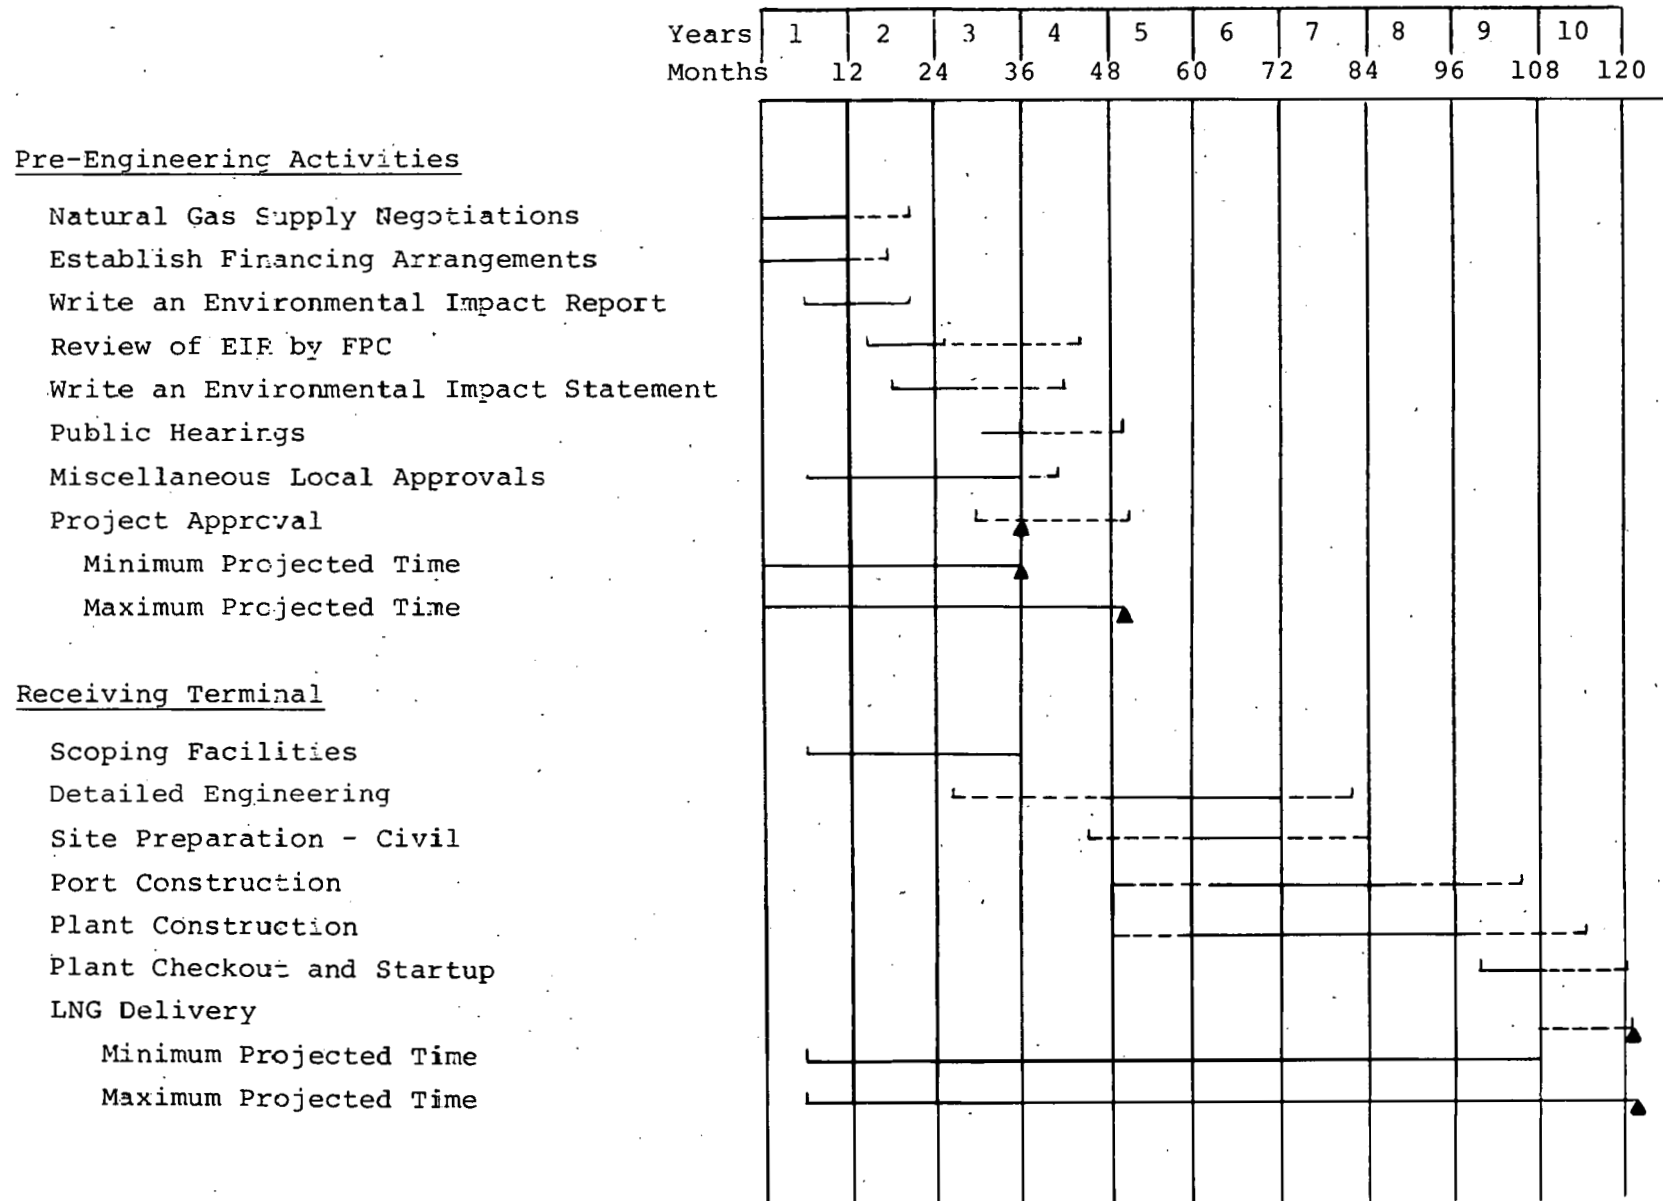 Years 1 2 3 4 5 6 7 8 9 10
Months 12 24 36 48 60 72 84 96 108 120
Pre-Engineering Activities
Natural Gas Supply Negotiations
Establish Financing Arrangements
Write an Environmental Impact Report
Review of EIR by FPC
Write an Environmental Impact Statement
Public Hearings
Miscellaneous Local Approvals
Project Approval
Minimum Projected Time
Maximum Projected Time
Receiving Terminal
Scoping Facilities
Detailed Engineering
Site Preparation - Civil
Port Construction
Plant Construction
Plant Checkout and Startup
LNG Delivery
Minimum Projected Time
Maximum Projected Time